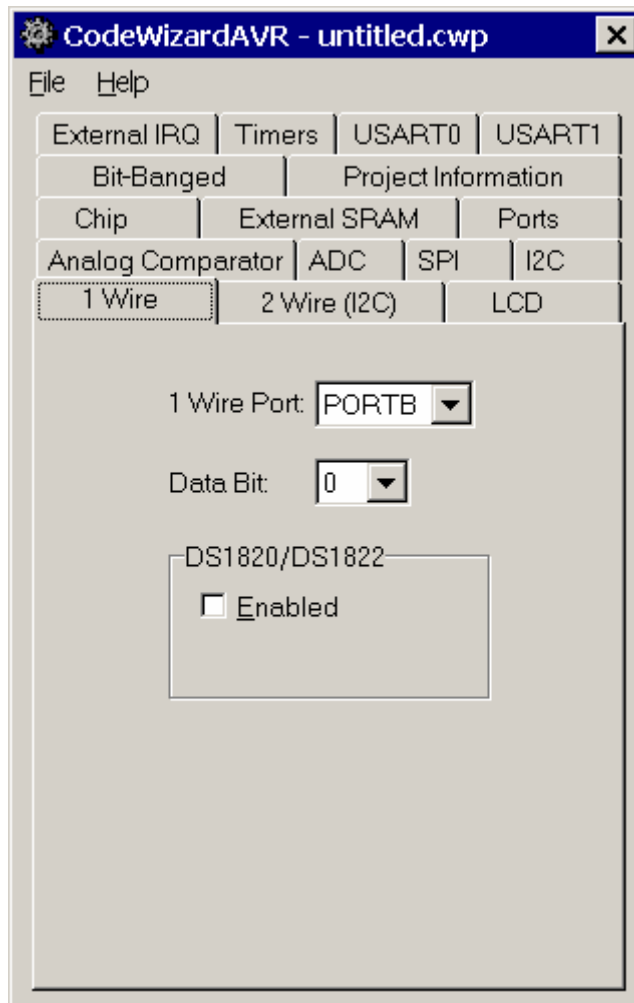 CodeWizardAVR - untitled.cwp
File Help
External IRQ Timers USART0 USART1
Bit-Banged Project Information
Chip External SRAM Ports
Analog Comparator ADC SPI I2C
1 Wire 2 Wire (I2C) LCD
1 Wire Port: PORTB
Data Bit: 0
DS1820/DS1822
Enabled